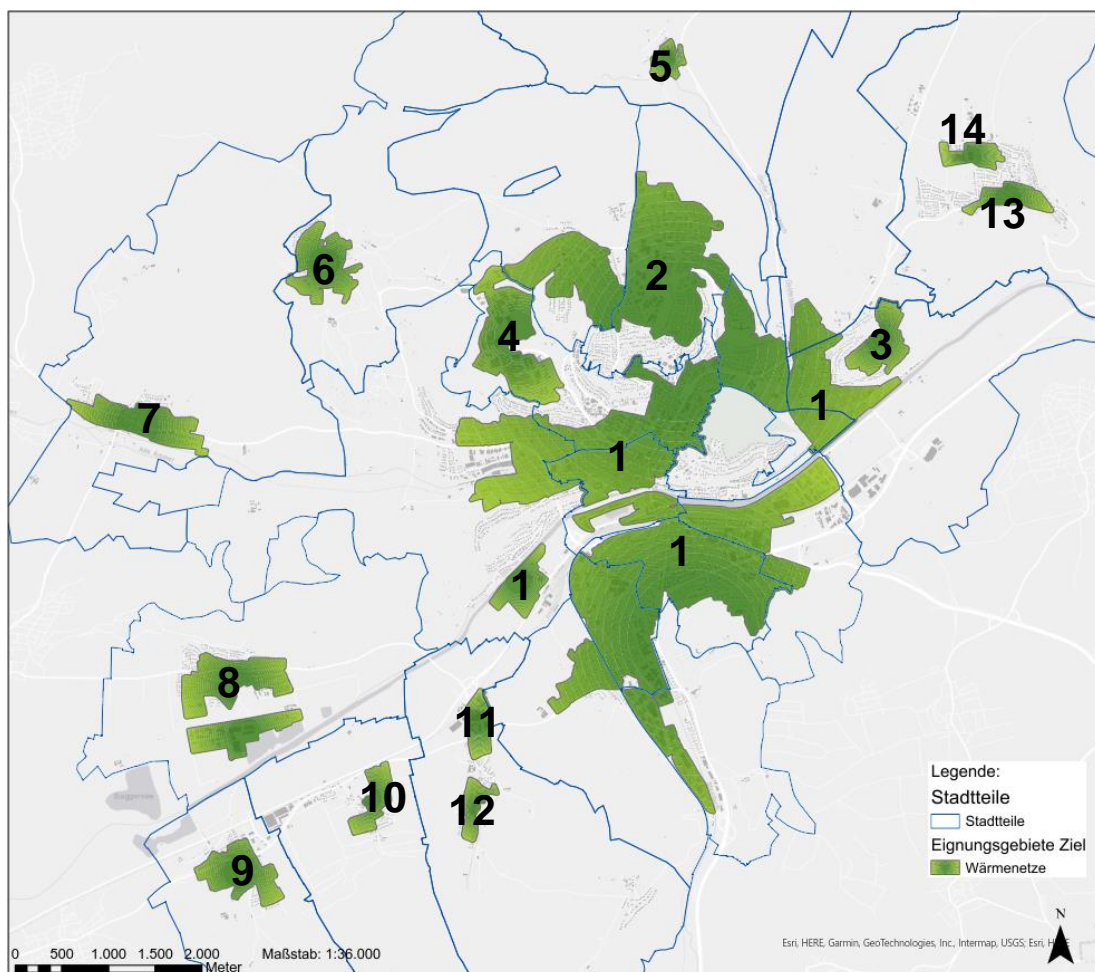 5
14
13
2
6
4
3
7
1
1
1
1
8
11
10
12
9
Legende:
Stadtteile
Stadtteile
Eignungsgebiete Ziel
Wärmenetze
N
0 500 1.000 1.500 2.000 Maßstab: 1:36.000
Meter
Esri, HERE, Garmin, GeoTechnologies, Inc., Intermap, USGS; Esri,